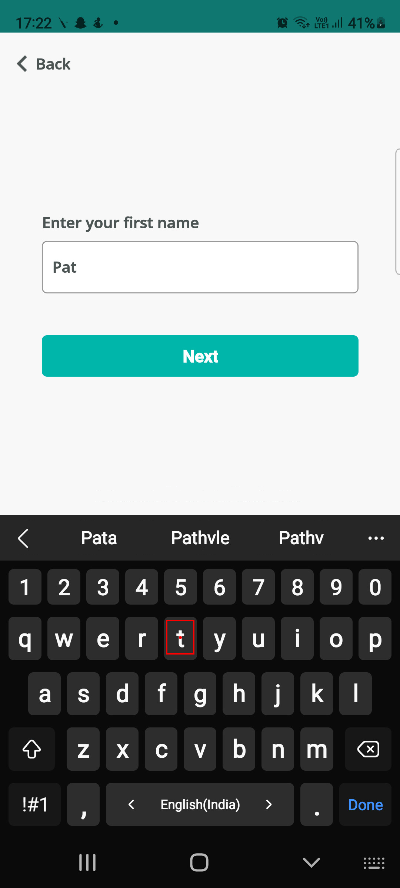 17:22 41%
Back
Enter your first name
Pat
Next
Pata Pathvle Pathv ...
1 2 3 4 5 6 7 8 9 0
q w e r t y u i o p
a s d f g h j k l
z x c v b n m
!#1 , < English(India) > . Done